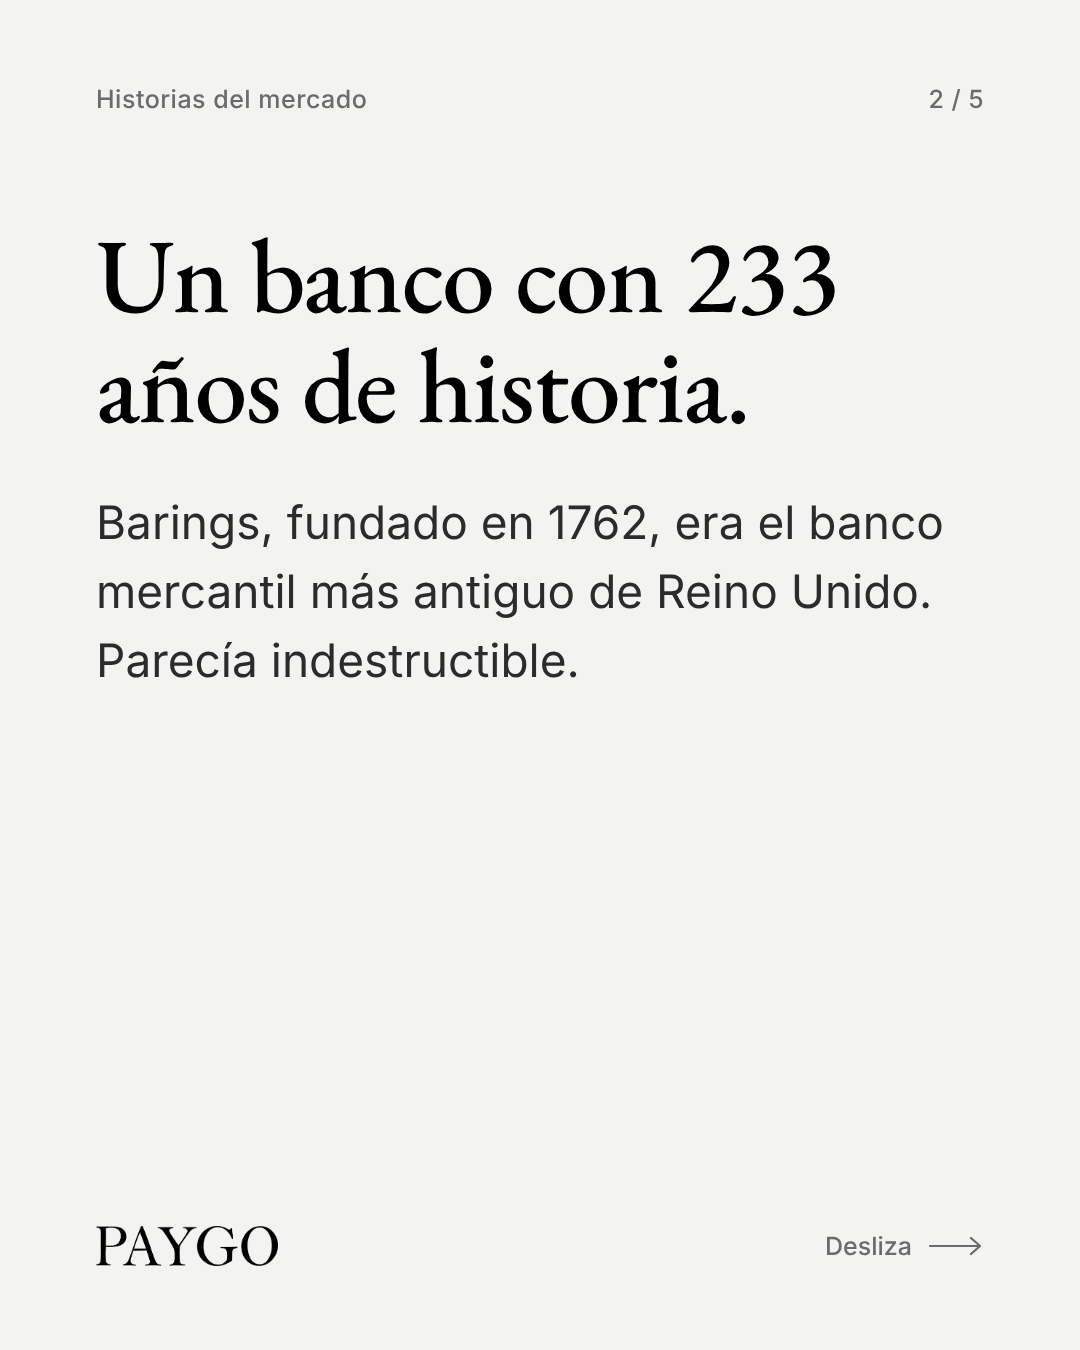 Historias del mercado
2 / 5
Un banco con 233
años de historia.
Barings, fundado en 1762, era el banco
mercantil más antiguo de Reino Unido.
Parecía indestructible.
PAYGO
Desliza →